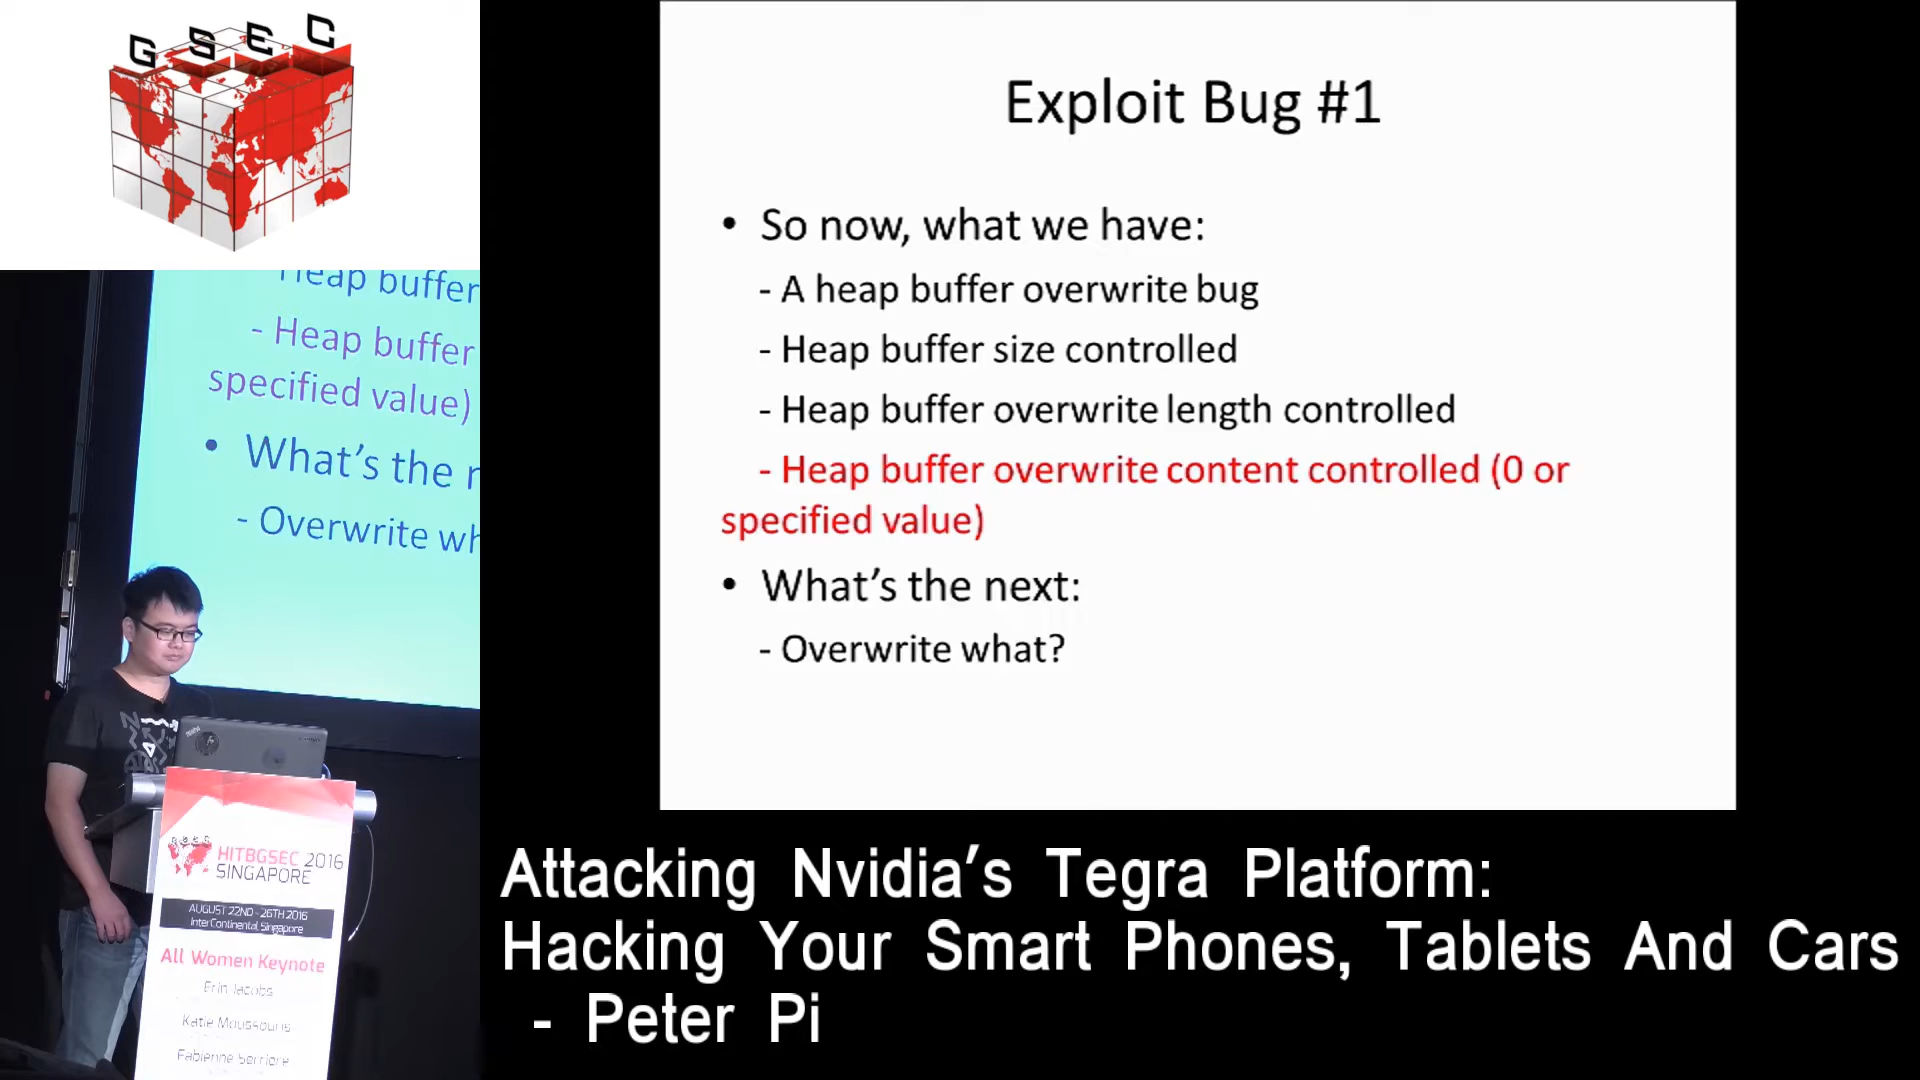 G S E C
Heap buffer
- Heap buffer
specified value)
• What's the
- Overwrite
HITBGSEC 2016
SINGAPORE
AUGUST 22ND - 26TH 2016
InterContinental, Singapore
All Women Keynote
Erin Jacobs
Katie Moussouris
Fabienne Serriere
Exploit Bug #1
• So now, what we have:
- A heap buffer overwrite bug
- Heap buffer size controlled
- Heap buffer overwrite length controlled
- Heap buffer overwrite content controlled (0 or
specified value)
• What's the next:
- Overwrite what?
Attacking Nvidia's Tegra Platform:
Hacking Your Smart Phones, Tablets And Cars
- Peter Pi